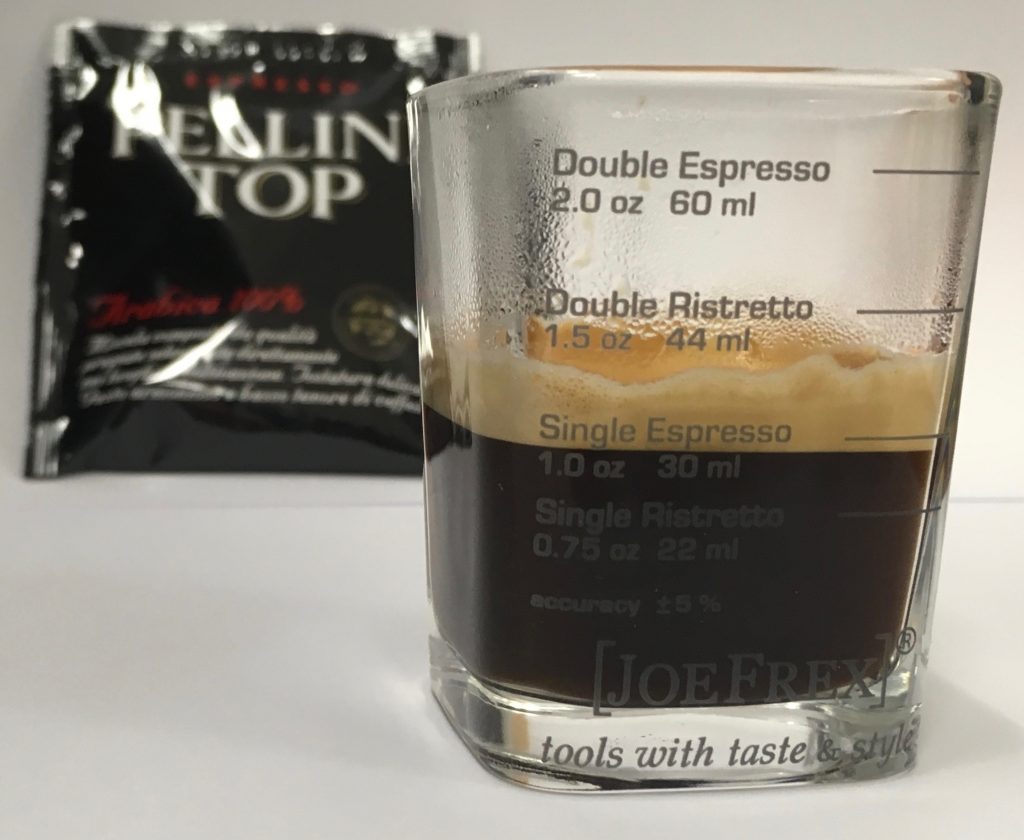 espresso
PELLIN
TOP
Arabica 100%
Double Espresso
2.0 oz 60 ml
Double Ristretto
1.5 oz 44 ml
Single Espresso
1.0 oz 30 ml
Single Ristretto
0.75 oz 22 ml
accuracy ±5 %
[JOEFREX]®
tools with taste & style